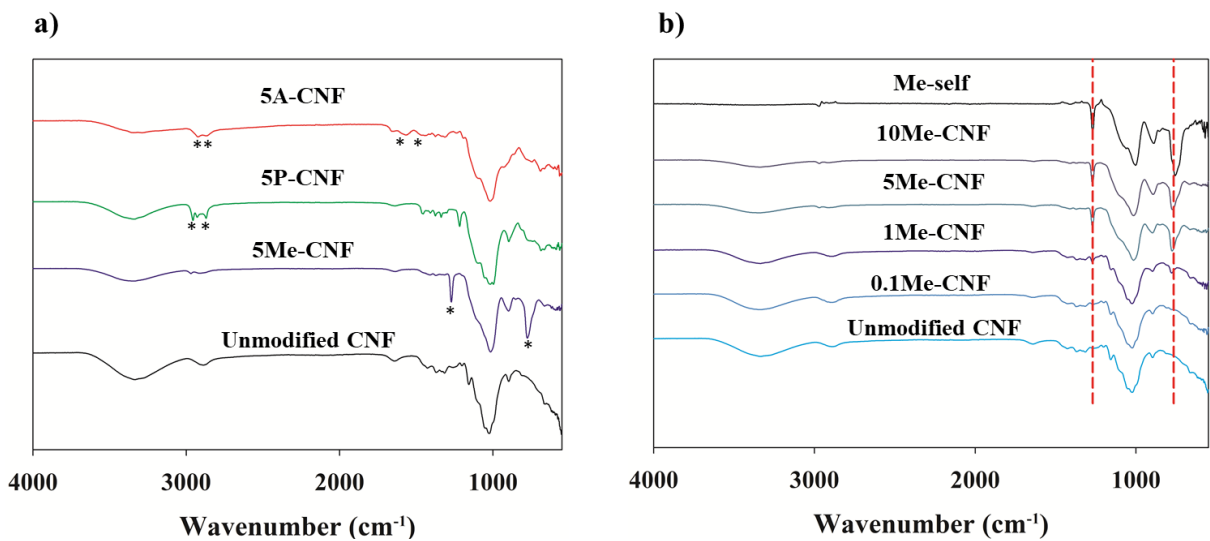 a)
5A-CNF
**
* *
5P-CNF
* *
5Me-CNF
*
*
Unmodified CNF
4000 3000 2000 1000
Wavenumber (cm⁻¹)
b)
Me-self
10Me-CNF
5Me-CNF
1Me-CNF
0.1Me-CNF
Unmodified CNF
4000 3000 2000 1000
Wavenumber (cm⁻¹)